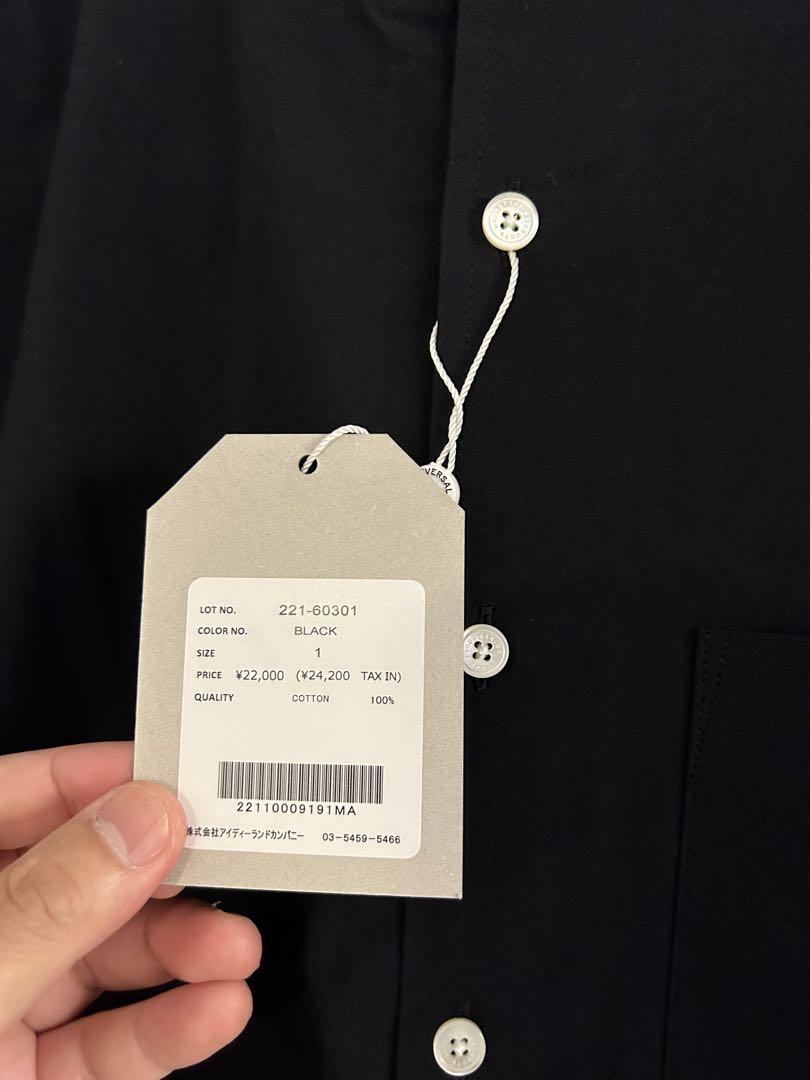 VERSAL
LOT NO. 221-60301
COLOR NO. BLACK
SIZE 1
PRICE ¥22,000 (¥24,200 TAX IN)
QUALITY COTTON 100%
22110009191MA
株式会社アイディーランドカンパニー 03-5459-5466